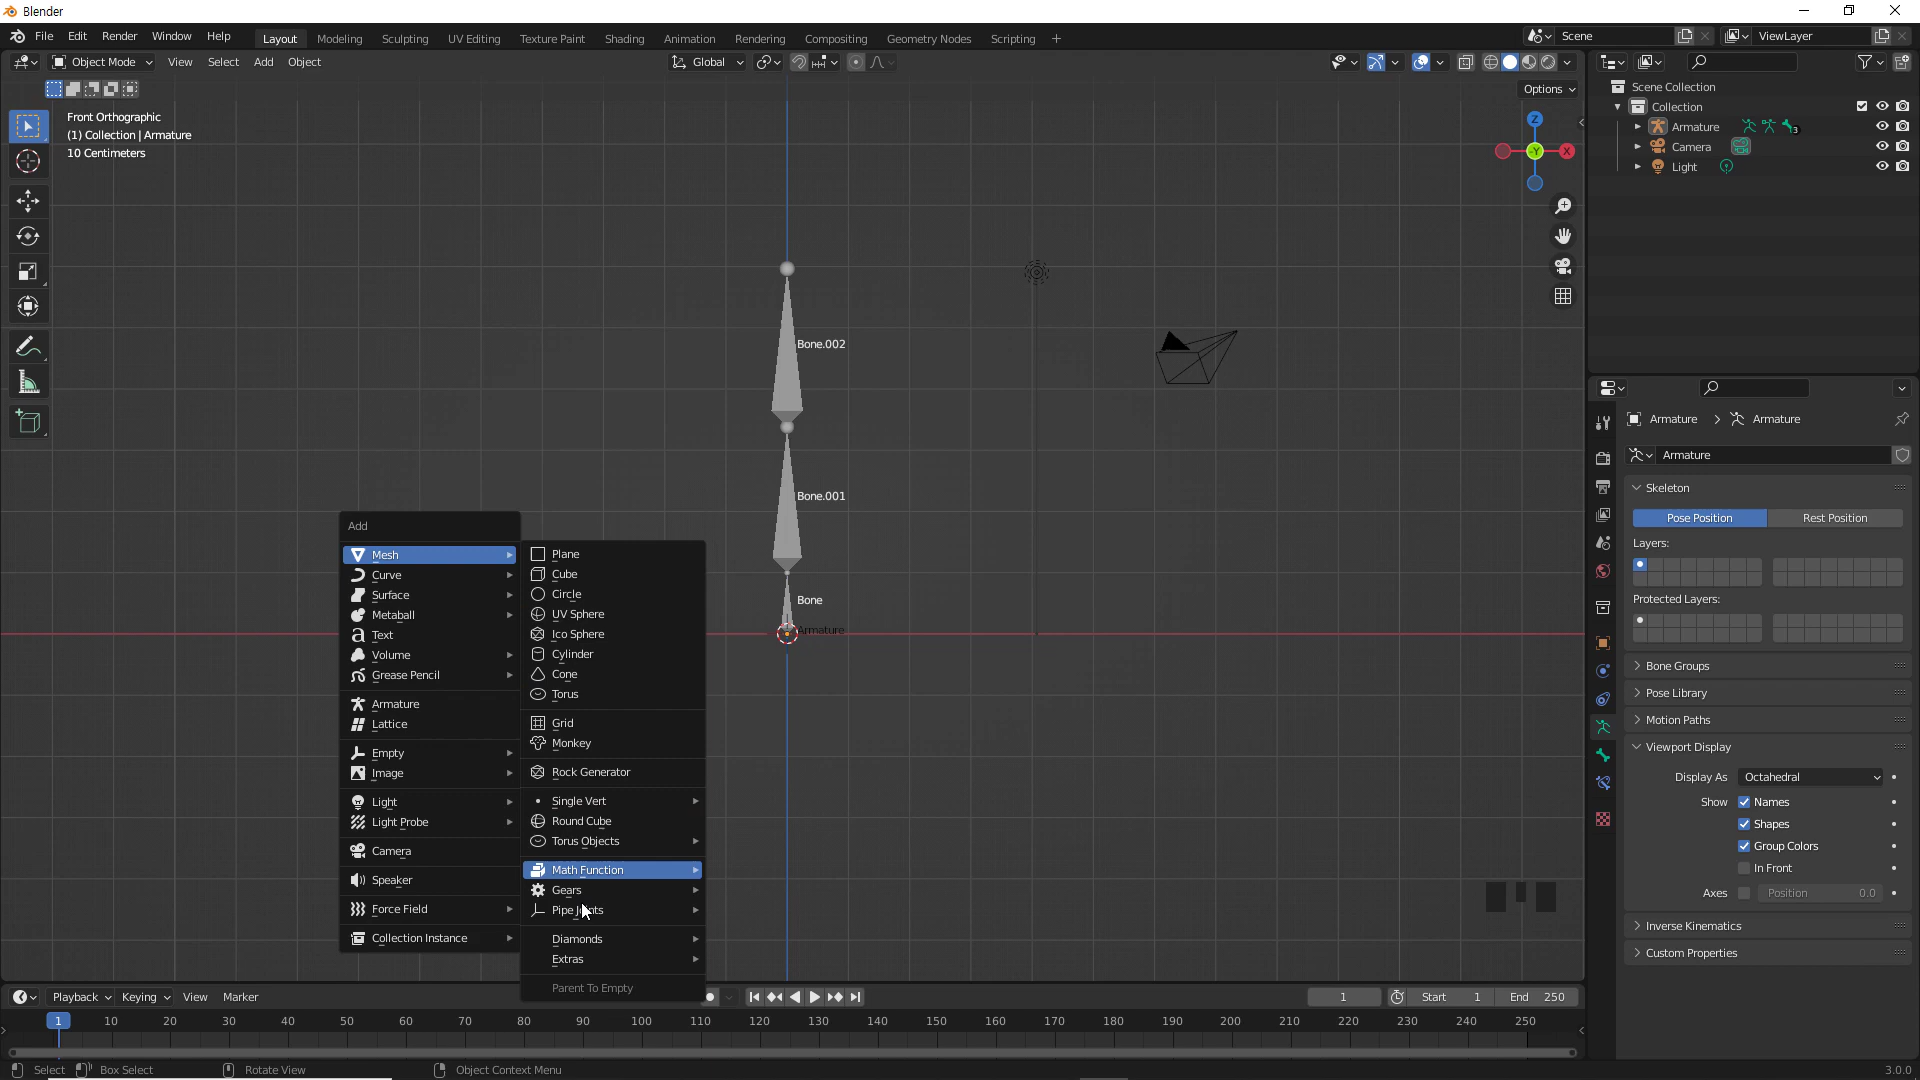 Blender
File Edit Render Window Help Layout Modeling Sculpting UV Editing Texture Paint Shading Animation Rendering Compositing Geometry Nodes Scripting + Scene ViewLayer
Object Mode View Select Add Object Global
Options
Front Orthographic
(1) Collection | Armature
10 Centimeters
Z
-Y X
Bone.002
Bone.001
Bone
Armature
Add
Mesh
Curve
Surface
Metaball
Text
Volume
Grease Pencil
Armature
Lattice
Empty
Image
Light
Light Probe
Camera
Speaker
Force Field
Collection Instance
Plane
Cube
Circle
UV Sphere
Ico Sphere
Cylinder
Cone
Torus
Grid
Monkey
Rock Generator
Single Vert
Round Cube
Torus Objects
Math Function
Gears
Pipe Joints
Diamonds
Extras
Parent To Empty
Scene Collection
Collection
Armature 3
Camera
Light
Armature > Armature
Armature
Skeleton
Pose Position Rest Position
Layers:
Protected Layers:
Bone Groups
Pose Library
Motion Paths
Viewport Display
Display As Octahedral
Show Names
Shapes
Group Colors
In Front
Axes Position 0.0
Inverse Kinematics
Custom Properties
Playback Keying View Marker 1 Start 1 End 250
1 10 20 30 40 50 60 70 80 90 100 110 120 130 140 150 160 170 180 190 200 210 220 230 240 250
Select Box Select Rotate View Object Context Menu 3.0.0